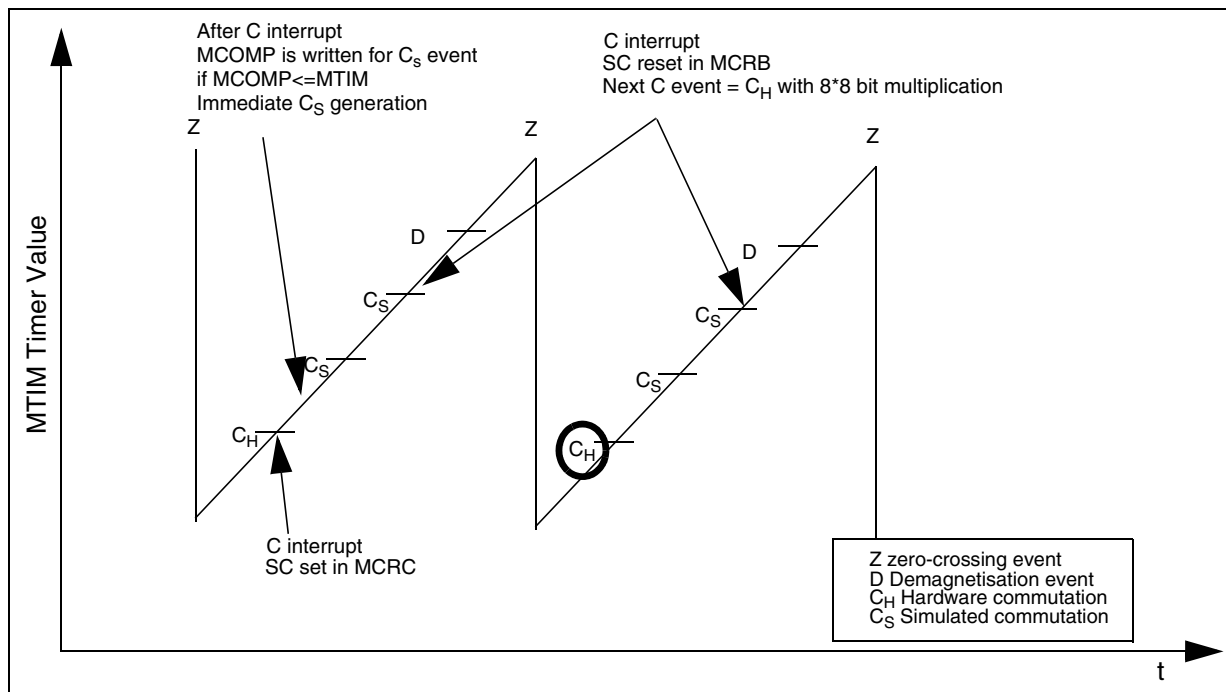 After C interrupt
MCOMP is written for Cs event
if MCOMP<=MTIM
Immediate CS generation
C interrupt
SC reset in MCRB
Next C event = CH with 8*8 bit multiplication
Z
Z
Z
MTIM Timer Value
D
D
CS
CS
CS
CS
CH
CH
C interrupt
SC set in MCRC
Z zero-crossing event
D Demagnetisation event
CH Hardware commutation
CS Simulated commutation
t